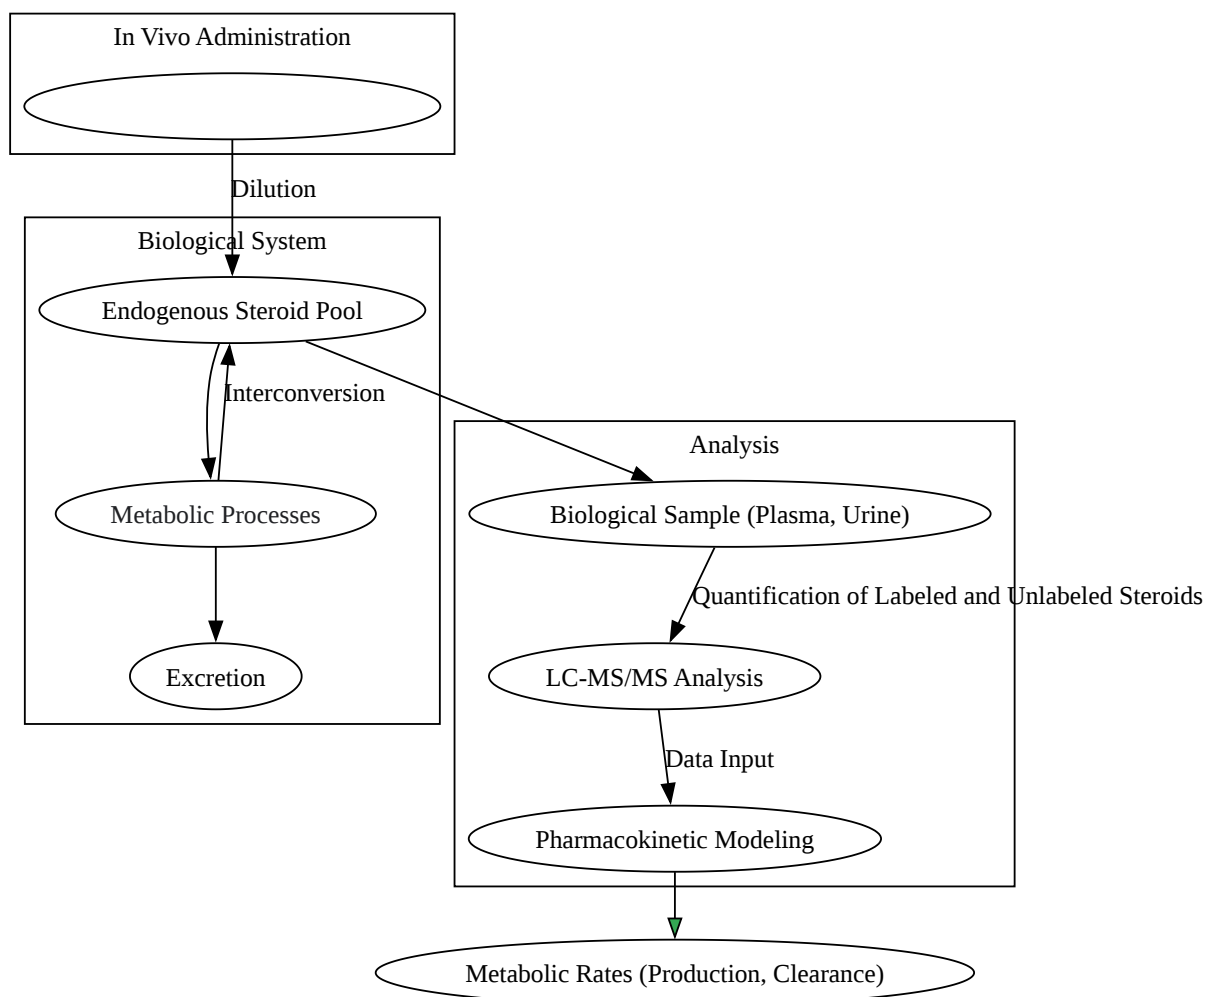 In Vivo Administration
Dilution
Biological System
Endogenous Steroid Pool
Interconversion
Analysis
Metabolic Processes
Biological Sample (Plasma, Urine)
Quantification of Labeled and Unlabeled Steroids
Excretion
LC-MS/MS Analysis
Data Input
Pharmacokinetic Modeling
Metabolic Rates (Production, Clearance)